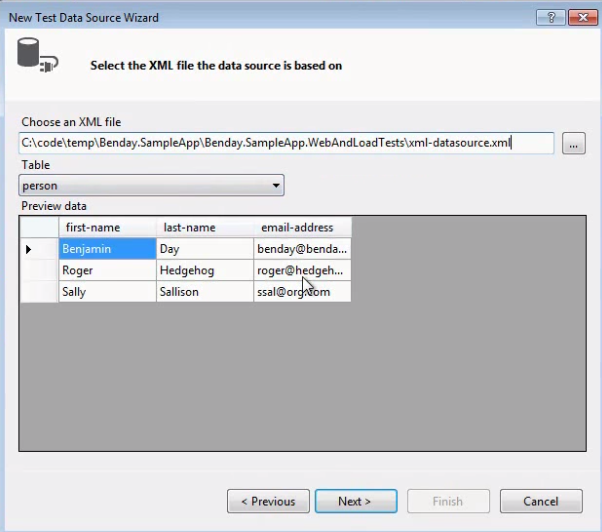 New Test Data Source Wizard
?
Select the XML file the data source is based on
Choose an XML file
C:\code\temp\Benday.SampleApp\Benday.SampleApp.WebAndLoadTests\xml-datasource.xml
...
Table
person
Preview data
first-name last-name email-address
Benjamin Day benday@benda...
Roger Hedgehog roger@hedgeh...
Sally Sallison ssal@org.com
< Previous Next > Finish Cancel